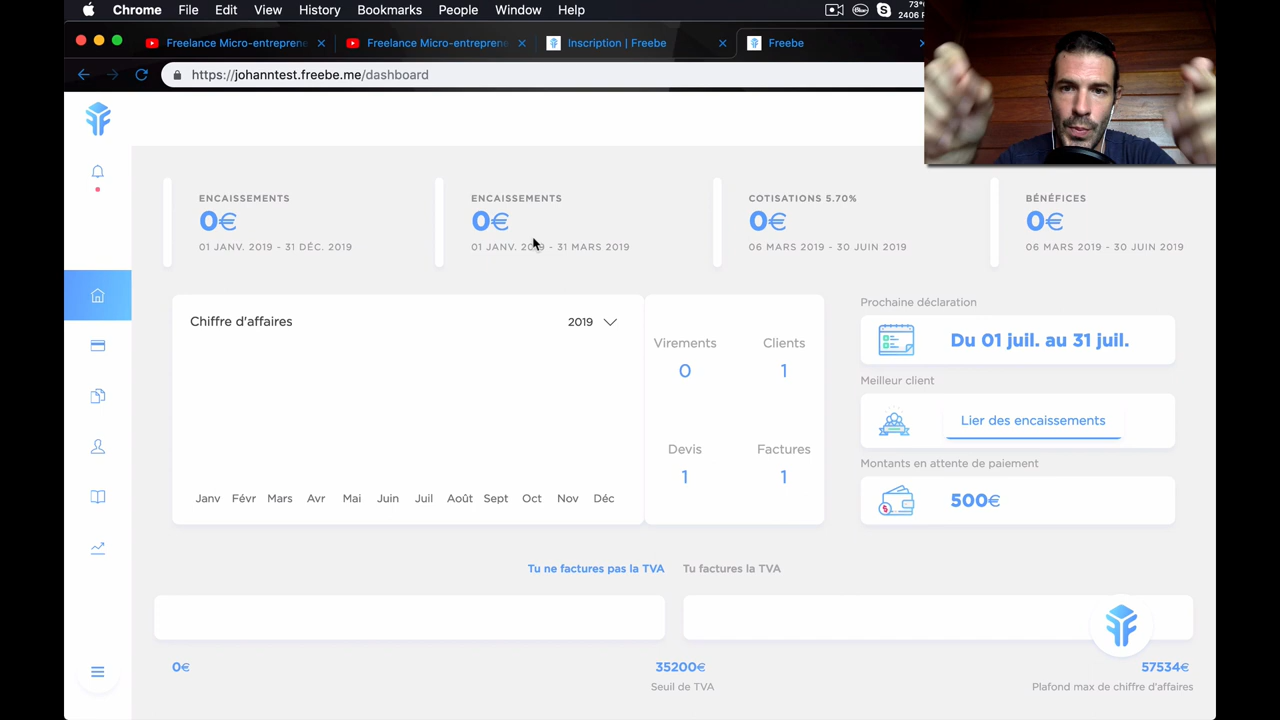 Chrome File Edit View History Bookmarks People Window Help
73°
2406 F
Freelance Micro-entreprene
Freelance Micro-entreprene
Inscription | Freebe
Freebe
https://johanntest.freebe.me/dashboard
ENCAISSEMENTS
0€
01 JANV. 2019 - 31 DÉC. 2019
ENCAISSEMENTS
0€
01 JANV. 2019 - 31 MARS 2019
COTISATIONS 5.70%
0€
06 MARS 2019 - 30 JUIN 2019
BÉNÉFICES
0€
06 MARS 2019 - 30 JUIN 2019
Chiffre d'affaires
2019
Janv Févr Mars Avr Mai Juin Juil Août Sept Oct Nov Déc
Virements
0
Clients
1
Devis
1
Factures
1
Prochaine déclaration
Du 01 juil. au 31 juil.
Meilleur client
Lier des encaissements
Montants en attente de paiement
500€
Tu ne factures pas la TVA
Tu factures la TVA
0€
35200€
Seuil de TVA
57534€
Plafond max de chiffre d'affaires